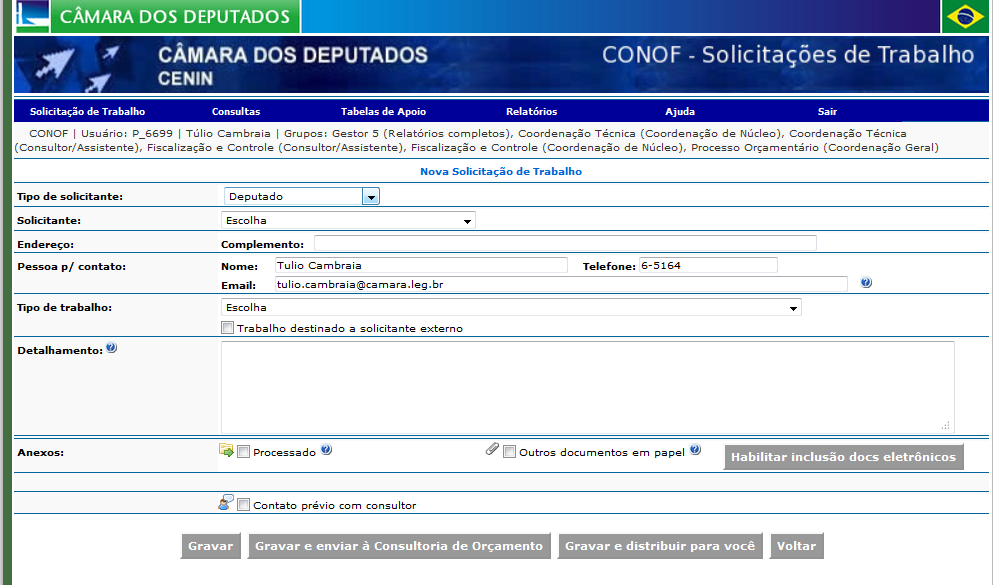 CÂMARA DOS DEPUTADOS
CÂMARA DOS DEPUTADOS
CENIN
CONOF - Solicitações de Trabalho
Solicitação de Trabalho Consultas Tabelas de Apoio Relatórios Ajuda Sair
CONOF | Usuário: P_6699 | Túlio Cambraia | Grupos: Gestor 5 (Relatórios completos), Coordenação Técnica (Coordenação de Núcleo), Coordenação Técnica
(Consultor/Assistente), Fiscalização e Controle (Consultor/Assistente), Fiscalização e Controle (Coordenação de Núcleo), Processo Orçamentário (Coordenação Geral)
Nova Solicitação de Trabalho
Tipo de solicitante: Deputado
Solicitante: Escolha
Endereço: Complemento:
Pessoa p/ contato: Nome: Tulio Cambraia Telefone: 6-5164
Email: tulio.cambraia@camara.leg.br
Tipo de trabalho: Escolha
Trabalho destinado a solicitante externo
Detalhamento:
Anexos: Processado Outros documentos em papel Habilitar inclusão docs eletrônicos
Contato prévio com consultor
Gravar Gravar e enviar à Consultoria de Orçamento Gravar e distribuir para você Voltar